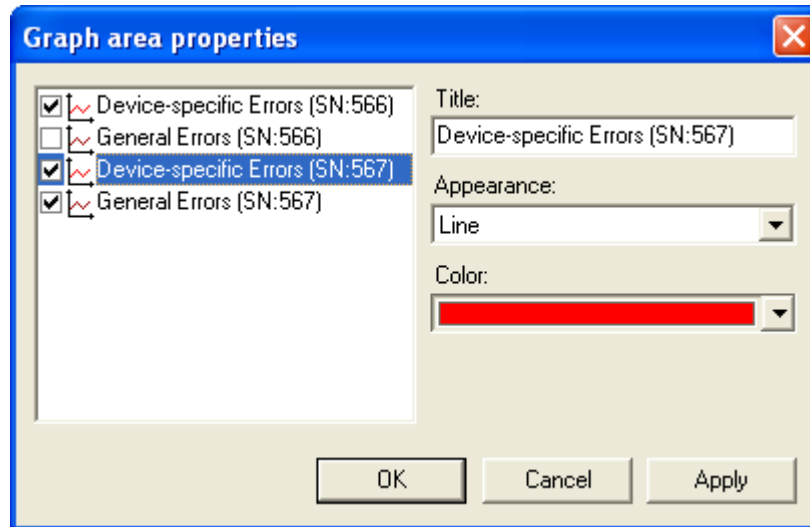 Graph area properties
Device-specific Errors (SN:566)
General Errors (SN:566)
Device-specific Errors (SN:567)
General Errors (SN:567)
Title:
Device-specific Errors (SN:567)
Appearance:
Line
Color:
OK
Cancel
Apply